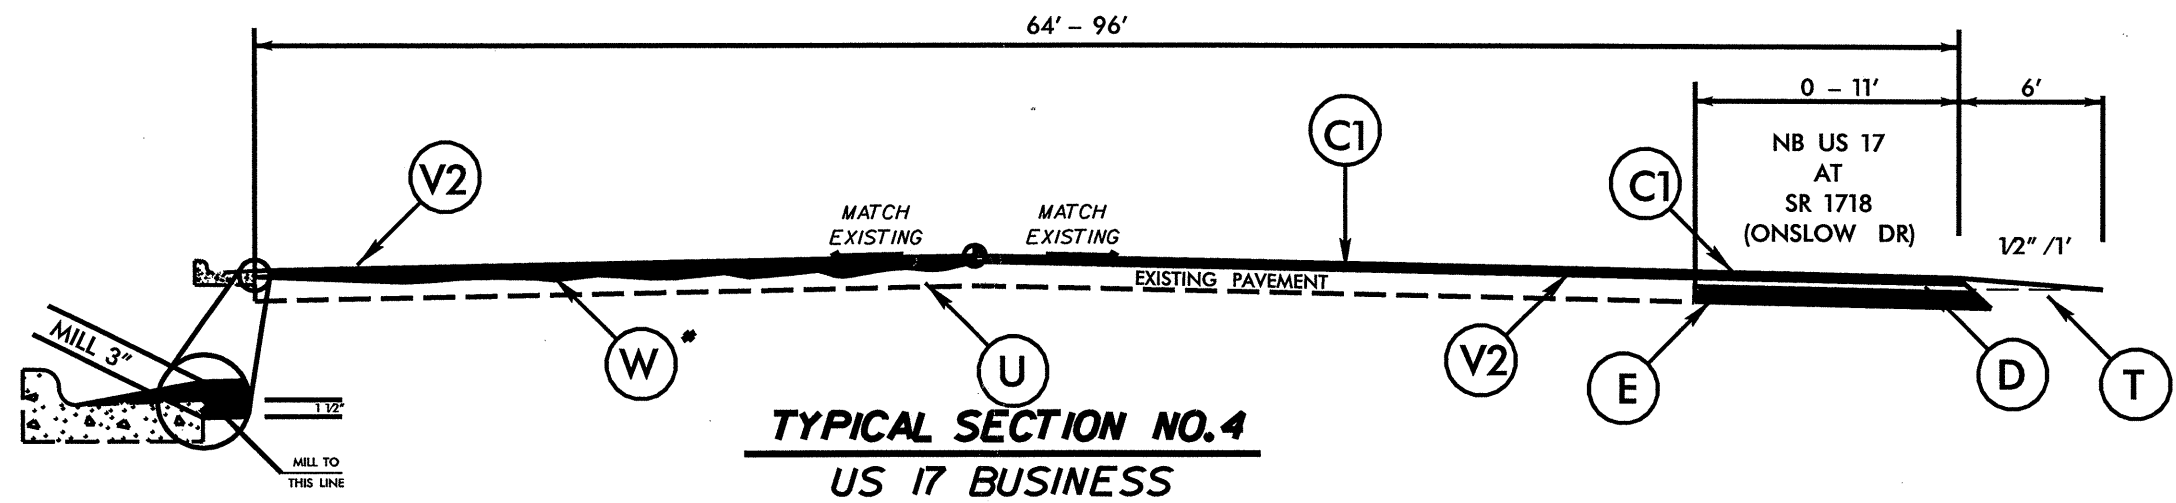 64' – 96'
0 – 11'
6'
NB US 17
AT
SR 1718
(ONSLOW DR)
1/2" /1'
C1
C1
V2
MATCH
EXISTING
MATCH
EXISTING
EXISTING PAVEMENT
W *
U
V2
E
D
T
MILL 3"
1 1/2"
MILL TO
THIS LINE
TYPICAL SECTION NO. 4
US 17 BUSINESS